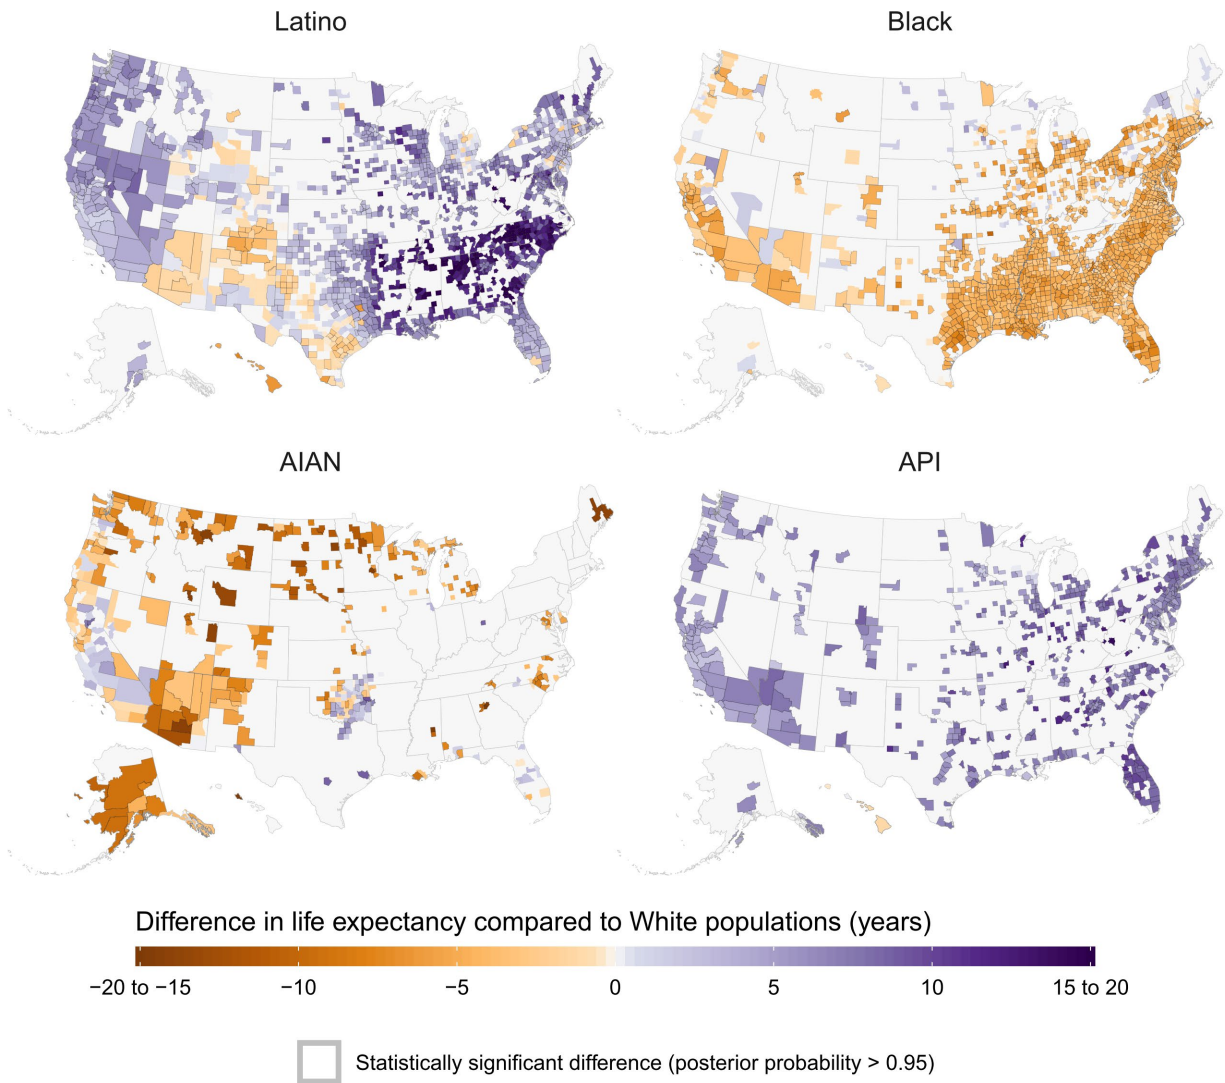 Latino
Black
AIAN
API
Difference in life expectancy compared to White populations (years)
−20 to −15
−10
−5
0
5
10
15 to 20
Statistically significant difference (posterior probability > 0.95)